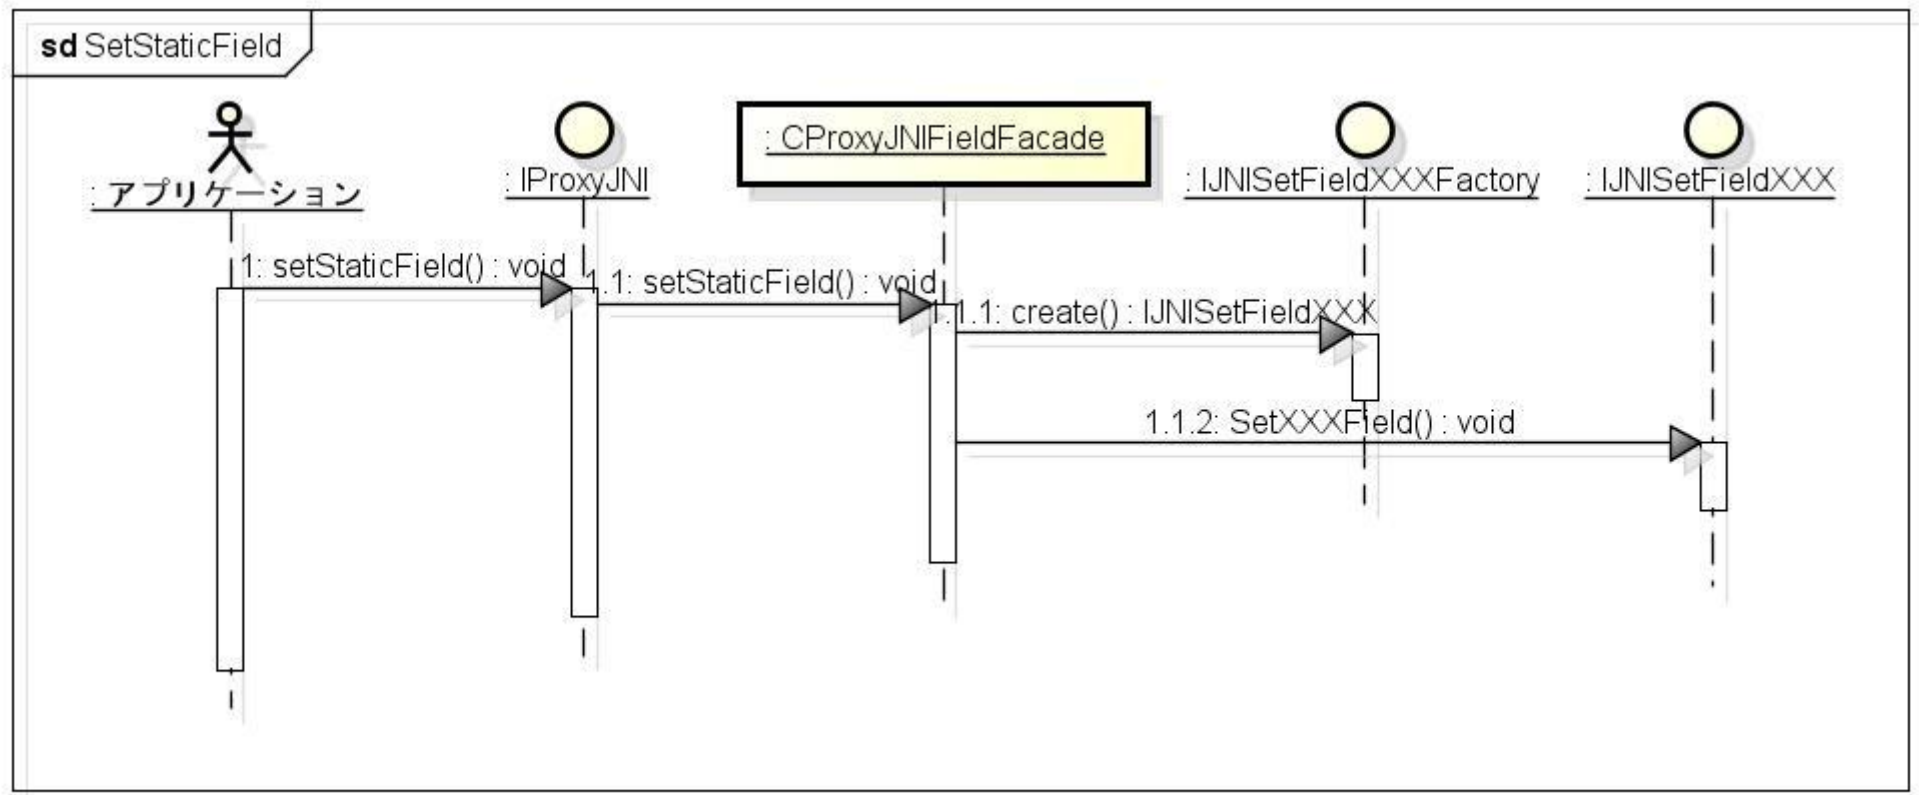 sd SetStaticField
: アプリケーション
: IProxyJNI
: CProxyJNIFieldFacade
: IJNISetFieldXXXFactory
: IJNISetFieldXXX
1: setStaticField() : void
1.1: setStaticField() : void
1.1.1: create() : IJNISetFieldXXX
1.1.2: SetXXXField() : void